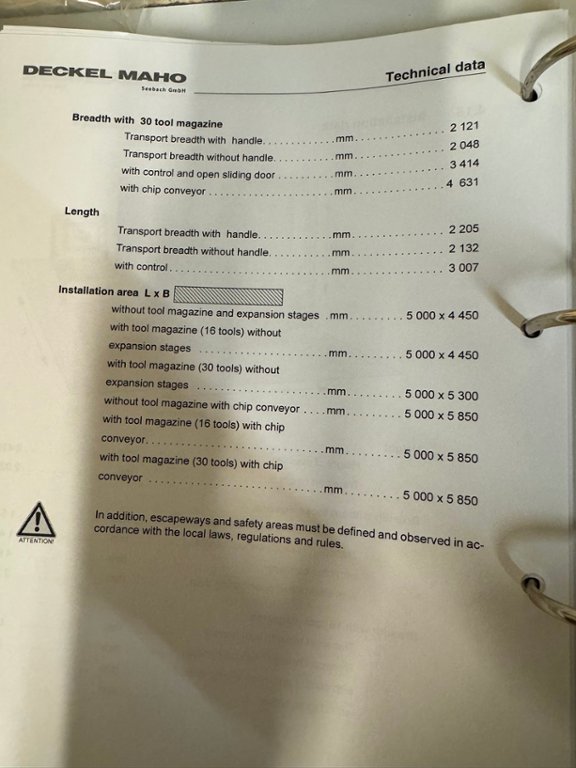 DECKEL MAHO
Seebach GmbH
Technical data
Breadth with 30 tool magazine
Transport breadth with handle. . . . . . . . . . . . .mm. . . . . . . . . . . . . . . 2 121
Transport breadth without handle. . . . . . . . . . .mm. . . . . . . . . . . . . . . 2 048
with control and open sliding door . . . . . . . . . .mm. . . . . . . . . . . . . . . 3 414
with chip conveyor . . . . . . . . . . . . . . . . . . . . . .mm. . . . . . . . . . . . . . . 4 631
Length
Transport breadth with handle. . . . . . . . . . . . .mm. . . . . . . . . . . . . . . 2 205
Transport breadth without handle. . . . . . . . . . .mm. . . . . . . . . . . . . . . 2 132
with control . . . . . . . . . . . . . . . . . . . . . . . . . . .mm. . . . . . . . . . . . . . . 3 007
Installation area L x B
without tool magazine and expansion stages .mm. . . . . . . . . 5 000 x 4 450
with tool magazine (16 tools) without
expansion stages . . . . . . . . . . . . . . . . . . . . . .mm. . . . . . . . . 5 000 x 4 450
with tool magazine (30 tools) without
expansion stages . . . . . . . . . . . . . . . . . . . . . .mm. . . . . . . . . 5 000 x 5 300
without tool magazine with chip conveyor . . . .mm. . . . . . . . . 5 000 x 5 850
with tool magazine (16 tools) with chip
conveyor. . . . . . . . . . . . . . . . . . . . . . . . . . . . . .mm. . . . . . . . . 5 000 x 5 850
with tool magazine (30 tools) with chip
conveyor . . . . . . . . . . . . . . . . . . . . . . . . . . . . .mm. . . . . . . . . 5 000 x 5 850
ATTENTION!
In addition, escapeways and safety areas must be defined and observed in ac-
cordance with the local laws, regulations and rules.